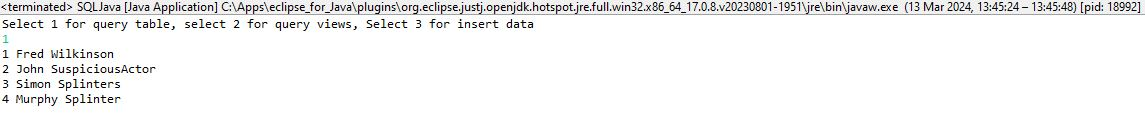 <terminated> SQLJava [Java Application] C:\Apps\eclipse_for_Java\plugins\org.eclipse.justj.openjdk.hotspot.jre.full.win32.x86_64_17.0.8.v20230801-1951\jre\bin\javaw.exe (13 Mar 2024, 13:45:24 – 13:45:48) [pid: 18992]
Select 1 for query table, select 2 for query views, Select 3 for insert data
1
1 Fred Wilkinson
2 John SuspiciousActor
3 Simon Splinters
4 Murphy Splinter